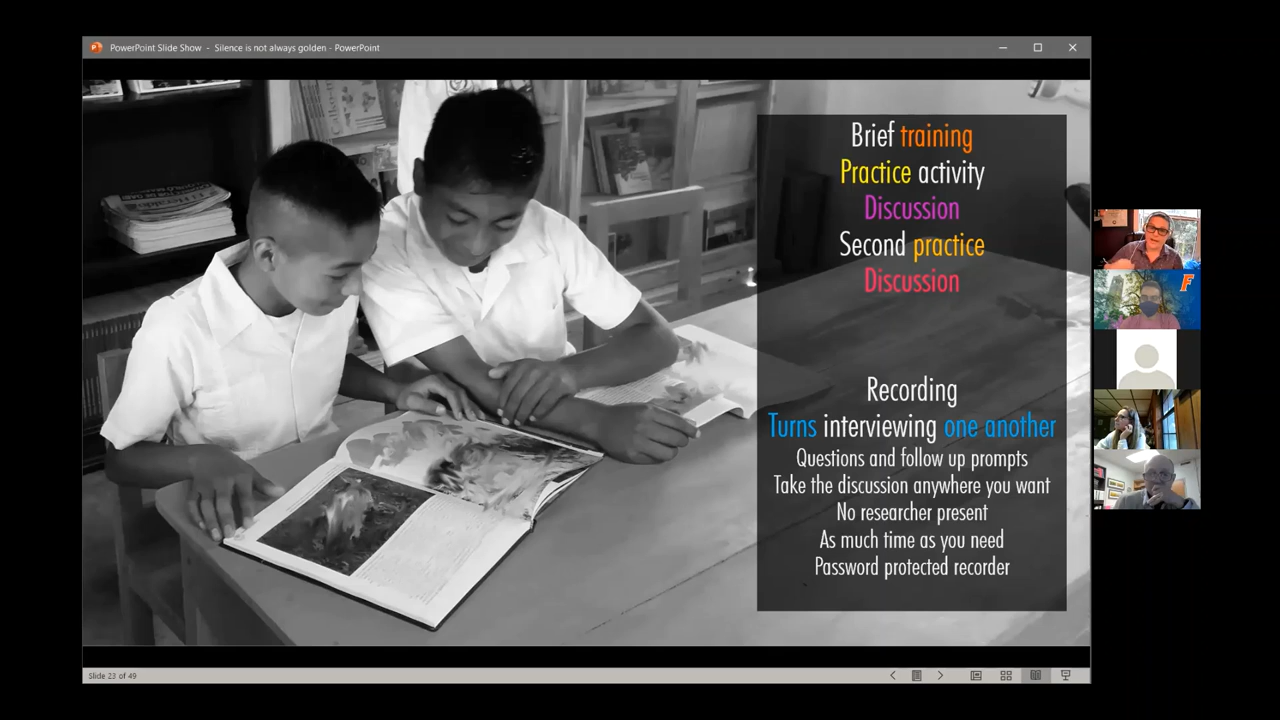 PowerPoint Slide Show - Silence is not always golden - PowerPoint
Brief training
Practice activity
Discussion
Second practice
Discussion
Recording
Turns interviewing one another
Questions and follow up prompts
Take the discussion anywhere you want
No researcher present
As much time as you need
Password protected recorder
F
Slide 23 of 49